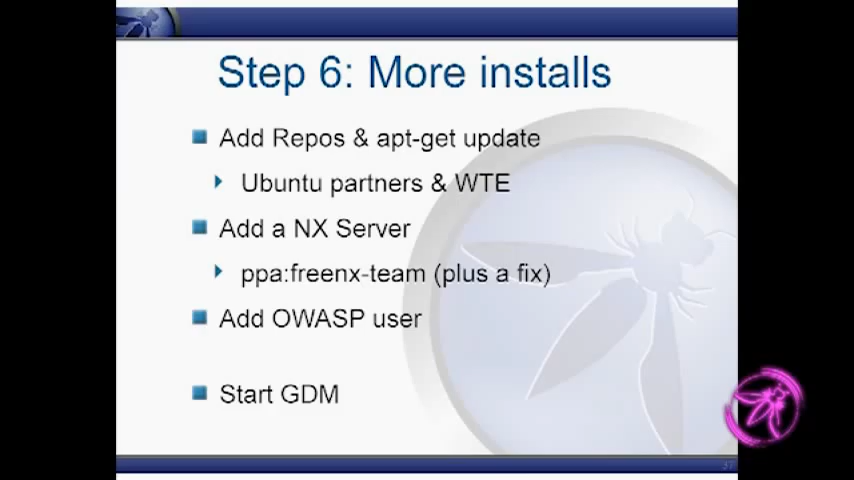 Step 6: More installs
Add Repos & apt-get update
Ubuntu partners & WTE
Add a NX Server
ppa:freenx-team (plus a fix)
Add OWASP user
Start GDM